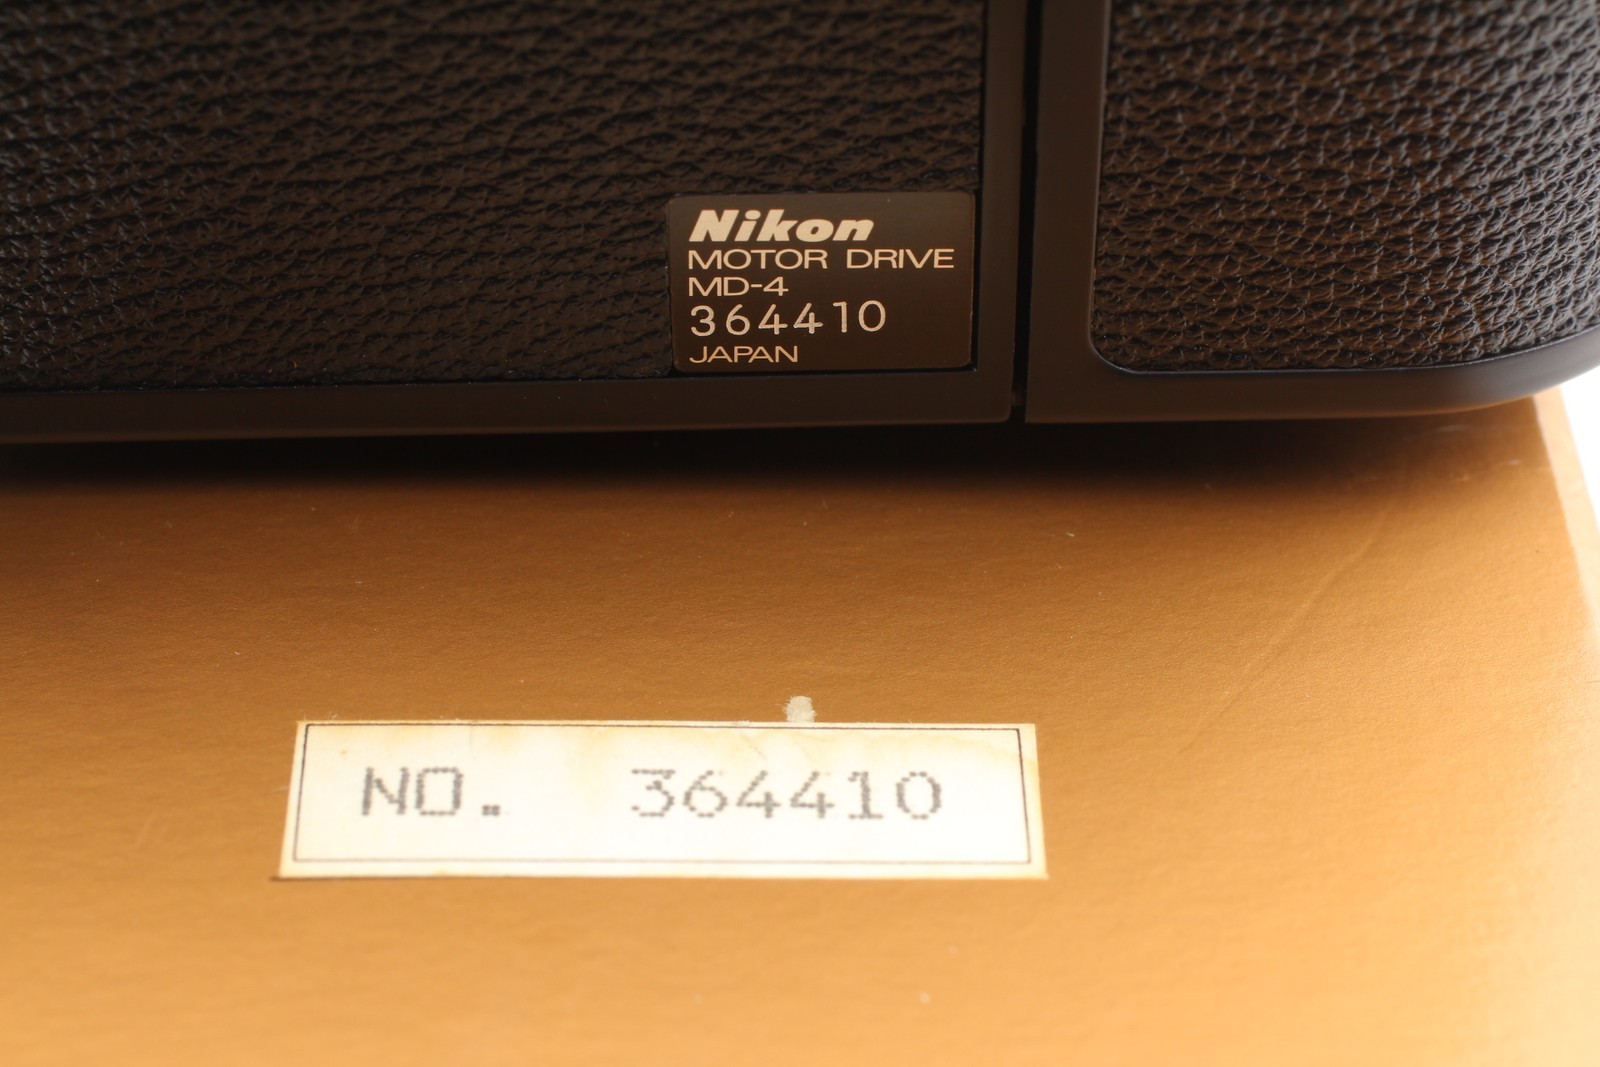 Nikon
MOTOR DRIVE
MD-4
364410
JAPAN
NO. 364410